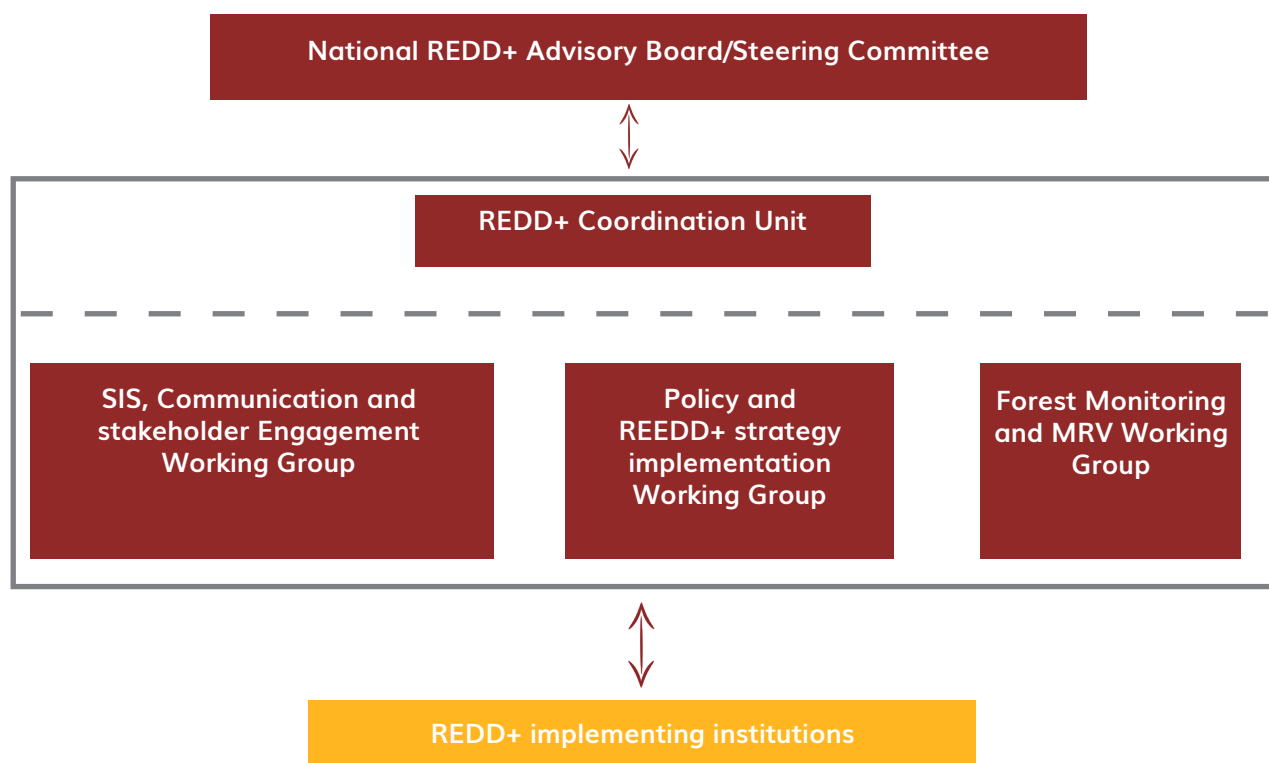 National REDD+ Advisory Board/Steering Committee
REDD+ Coordination Unit
SIS, Communication and
stakeholder Engagement
Working Group
Policy and
REEDD+ strategy
implementation
Working Group
Forest Monitoring
and MRV Working
Group
REDD+ implementing institutions